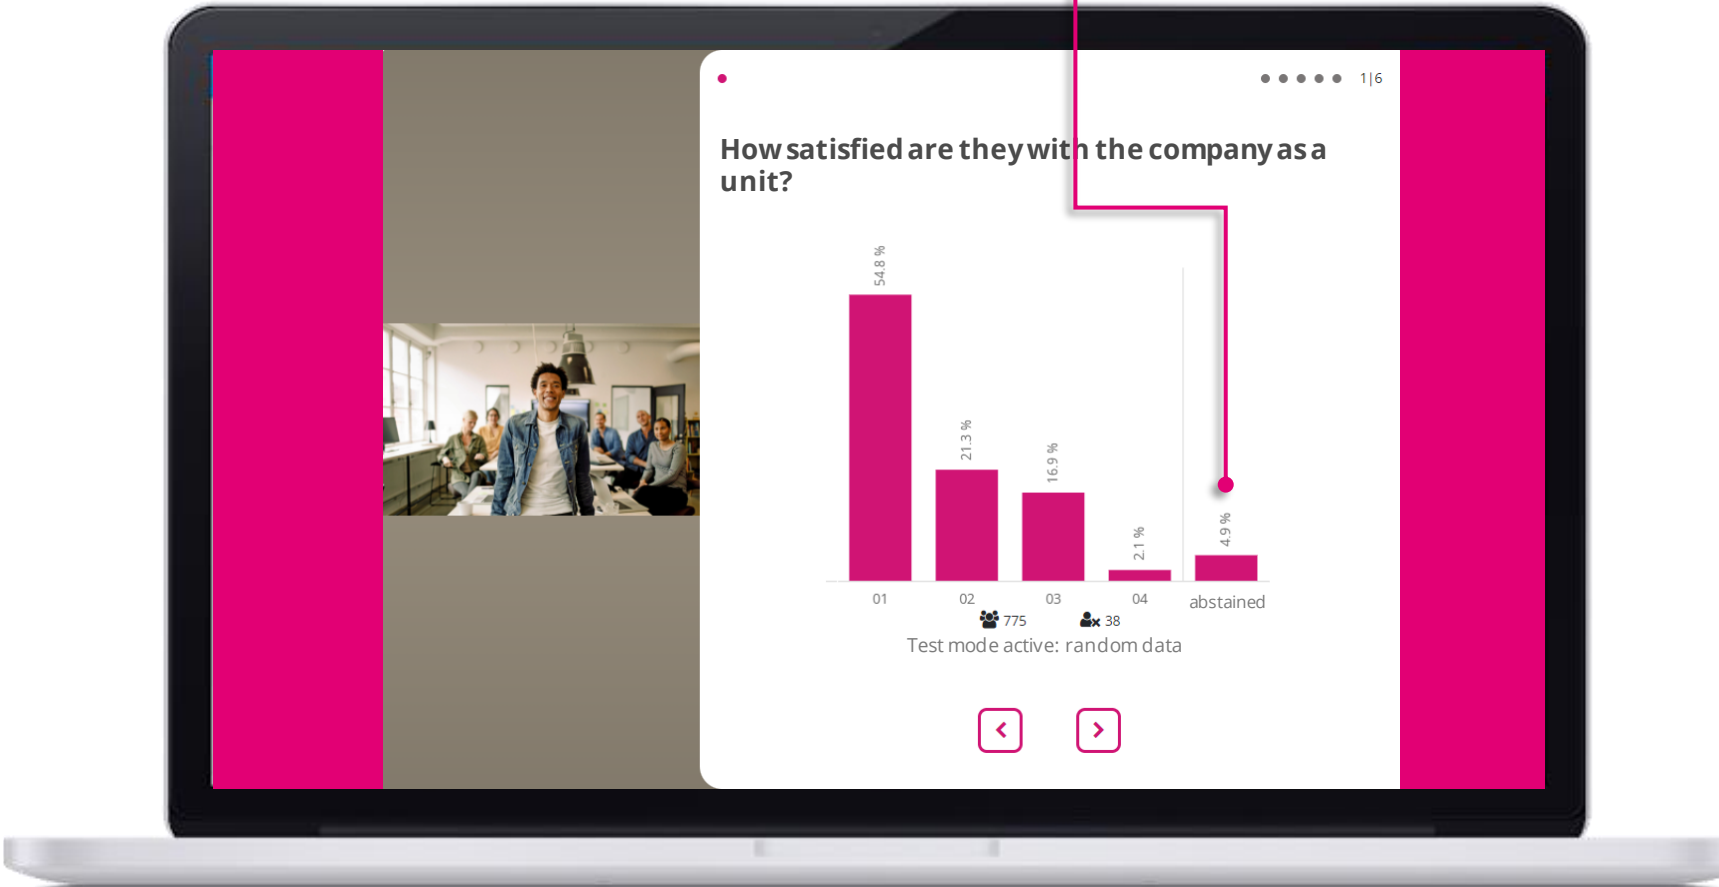 1|6
How satisfied are they with the company as a
unit?
54.8 %
21.3 %
16.9 %
2.1 %
4.9 %
01 02 03 04 abstained
775 38
Test mode active: random data